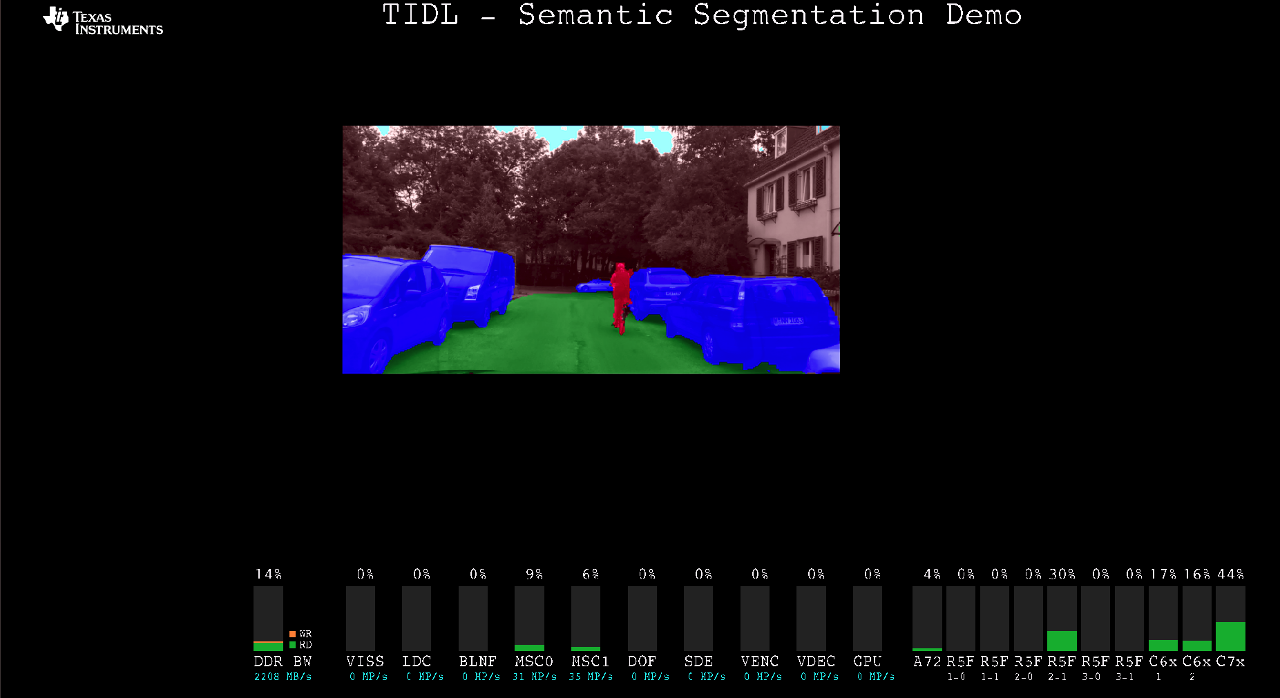 TEXAS
INSTRUMENTS
TIDL - Semantic Segmentation Demo
14% 0% 0% 0% 9% 6% 0% 0% 0% 0% 0% 4% 0% 0% 0% 30% 0% 0% 17% 16% 44%
WR
RD
DDR BW VISS LDC BLNF MSC0 MSC1 DOF SDE VENC VDEC GPU A72 R5F R5F R5F R5F R5F R5F C6x C6x C7x
2208 MB/s 0 MP/s 0 MP/s 0 MP/s 31 MP/s 35 MP/s 0 MP/s 0 MP/s 0 MP/s 0 MP/s 0 MP/s 1-0 1-1 2-0 2-1 3-0 3-1 1 2